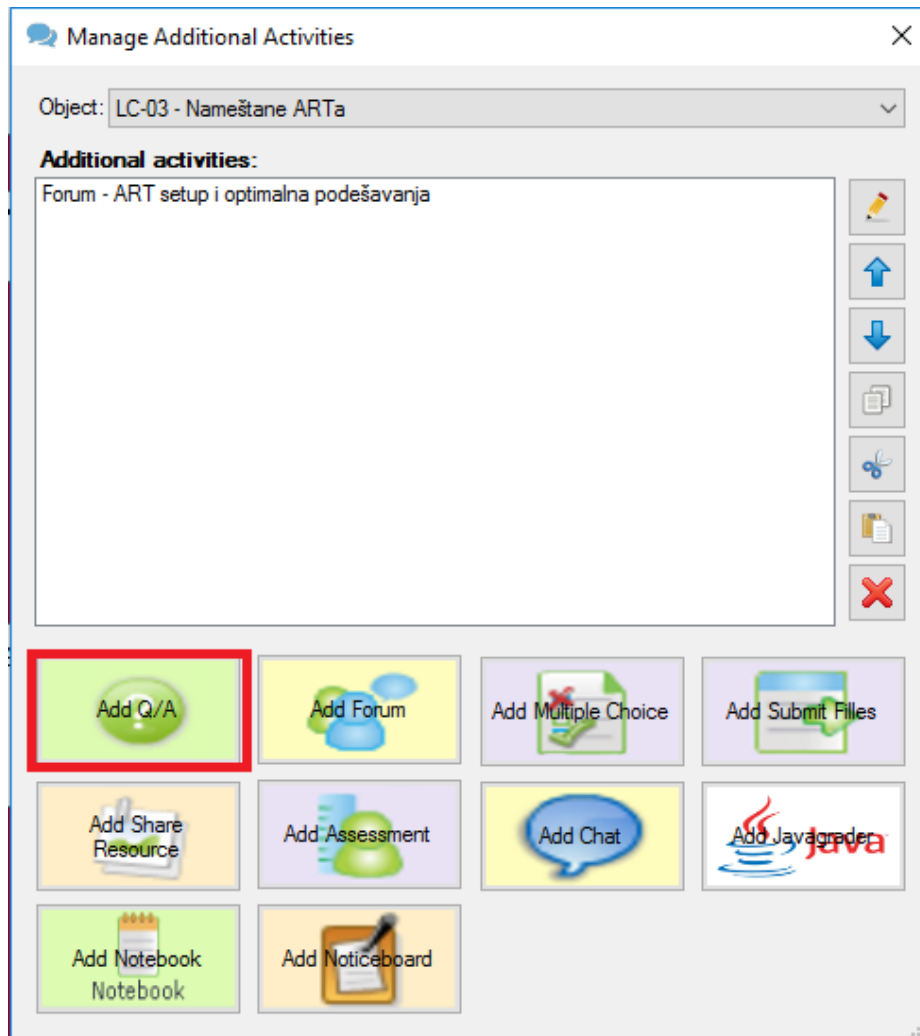 Manage Additional Activities
Object: LC-03 - Nameštane ARTa
Additional activities:
Forum - ART setup i optimalna podešavanja
Add Q/A
Add Forum
Add Multiple Choice
Add Submit Filles
Add Share
Resource
Add Assessment
Add Chat
Add Javagrader
Java
Add Notebook
Notebook
Add Noticeboard